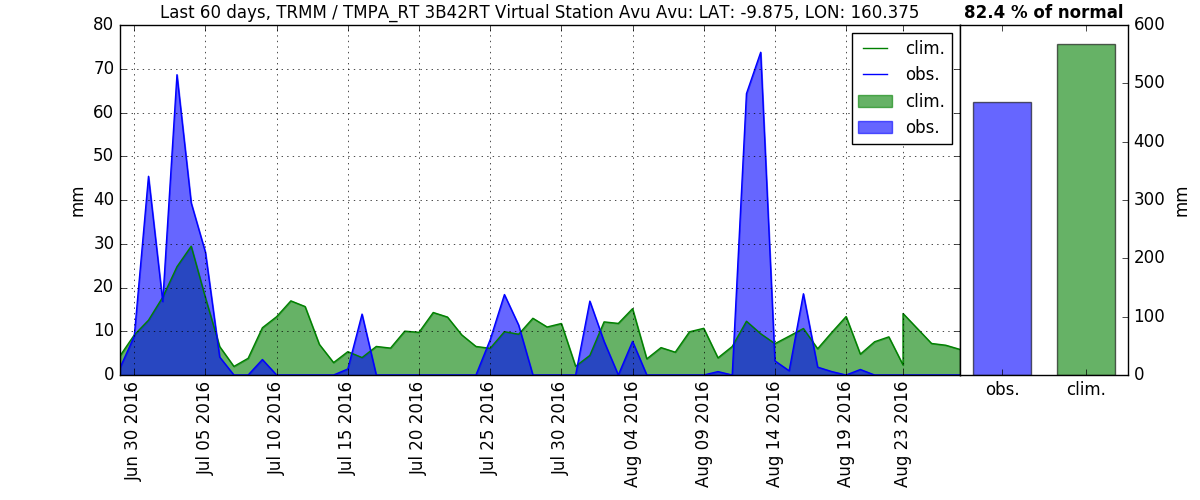 Last 60 days, TRMM / TMPA_RT 3B42RT Virtual Station Avu Avu: LAT: -9.875, LON: 160.375
82.4 % of normal
80
70
60
50
40
30
20
10
0
mm
clim.
obs.
clim.
obs.
Jun 30 2016
Jul 05 2016
Jul 10 2016
Jul 15 2016
Jul 20 2016
Jul 25 2016
Jul 30 2016
Aug 04 2016
Aug 09 2016
Aug 14 2016
Aug 19 2016
Aug 23 2016
600
500
400
300
200
100
0
mm
obs.
clim.